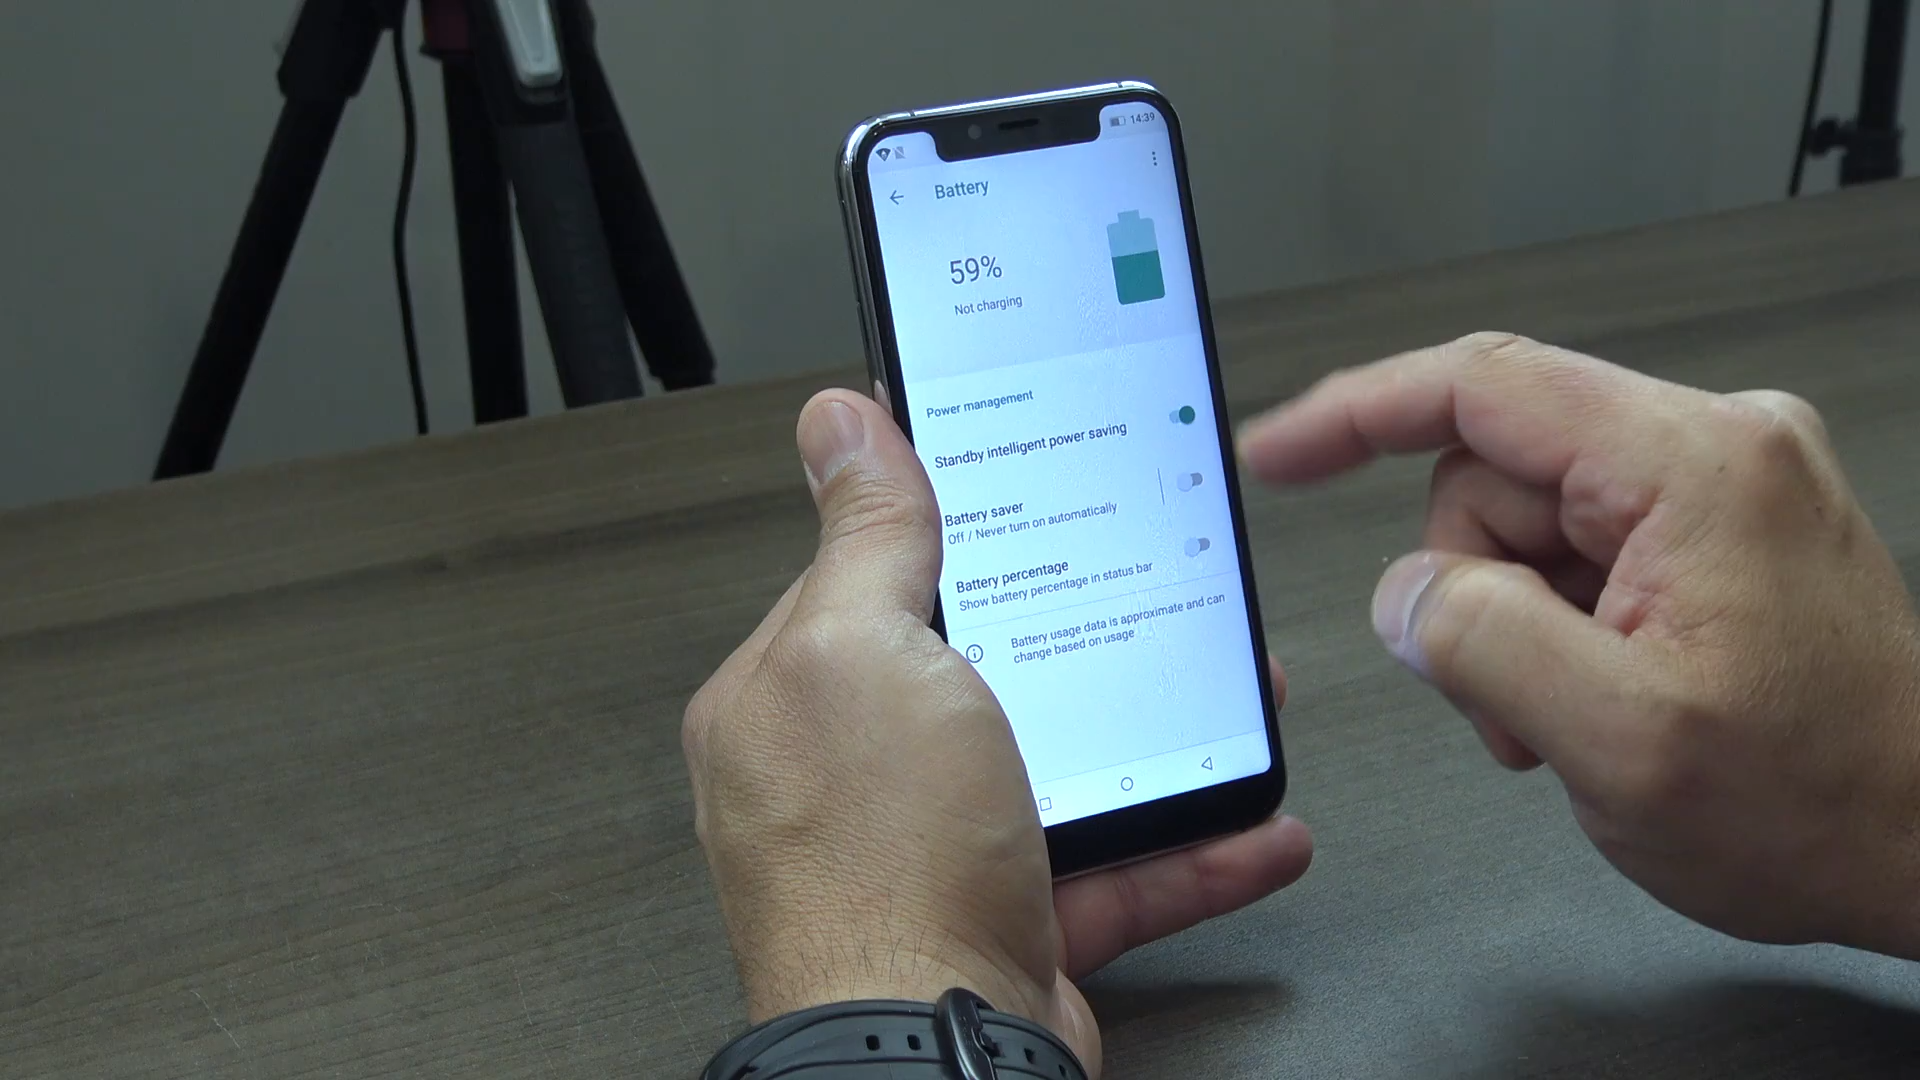 14:39
Battery
59%
Not charging
Power management
Standby intelligent power saving
Battery saver
Off / Never turn on automatically
Battery percentage
Show battery percentage in status bar
Battery usage data is approximate and can
change based on usage